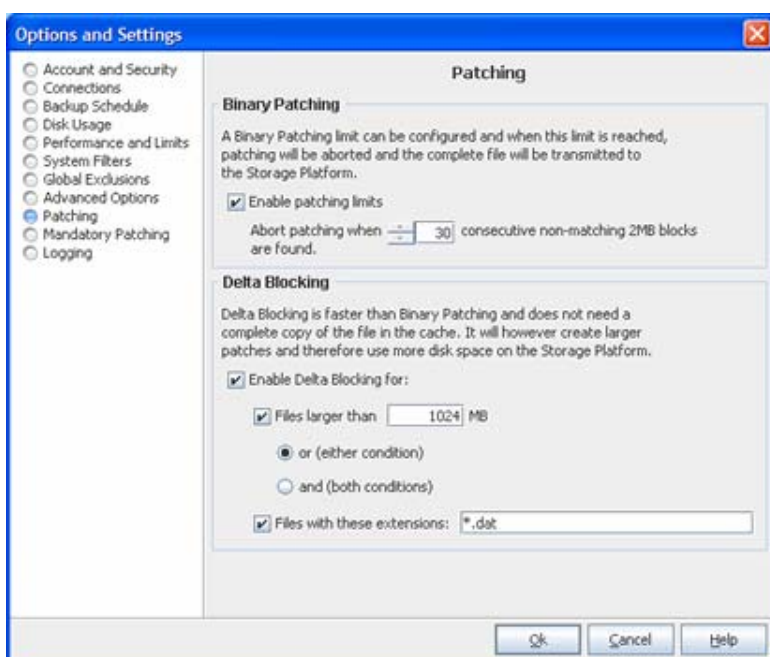 Options and Settings
Account and Security
Connections
Backup Schedule
Disk Usage
Performance and Limits
System Filters
Global Exclusions
Advanced Options
Patching
Mandatory Patching
Logging
Patching
Binary Patching
A Binary Patching limit can be configured and when this limit is reached,
patching will be aborted and the complete file will be transmitted to
the Storage Platform.
Enable patching limits
Abort patching when 30 consecutive non-matching 2MB blocks
are found.
Delta Blocking
Delta Blocking is faster than Binary Patching and does not need a
complete copy of the file in the cache. It will however create larger
patches and therefore use more disk space on the Storage Platform.
Enable Delta Blocking for:
Files larger than 1024 MB
or (either condition)
and (both conditions)
Files with these extensions: *.dat
Ok Cancel Help